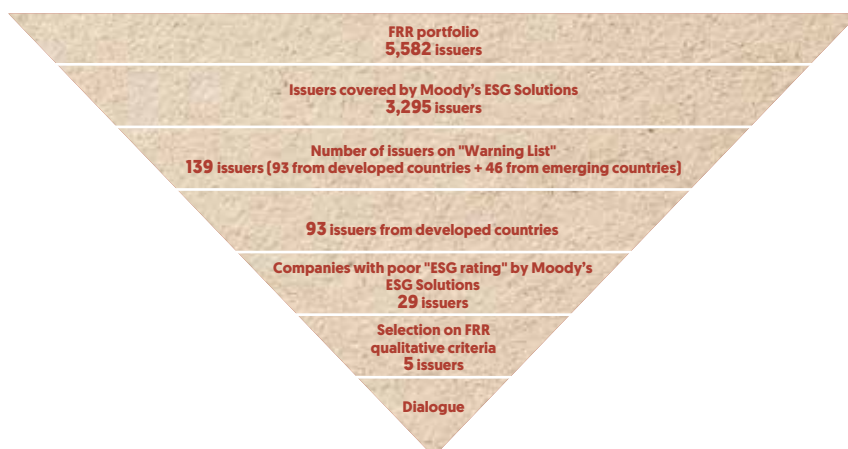 FRR portfolio
5,582 issuers
Issuers covered by Moody's ESG Solutions
3,295 issuers
Number of issuers on "Warning List"
139 issuers (93 from developed countries + 46 from emerging countries)
93 issuers from developed countries
Companies with poor "ESG rating" by Moody's
ESG Solutions
29 issuers
Selection on FRR
qualitative criteria
5 issuers
Dialogue